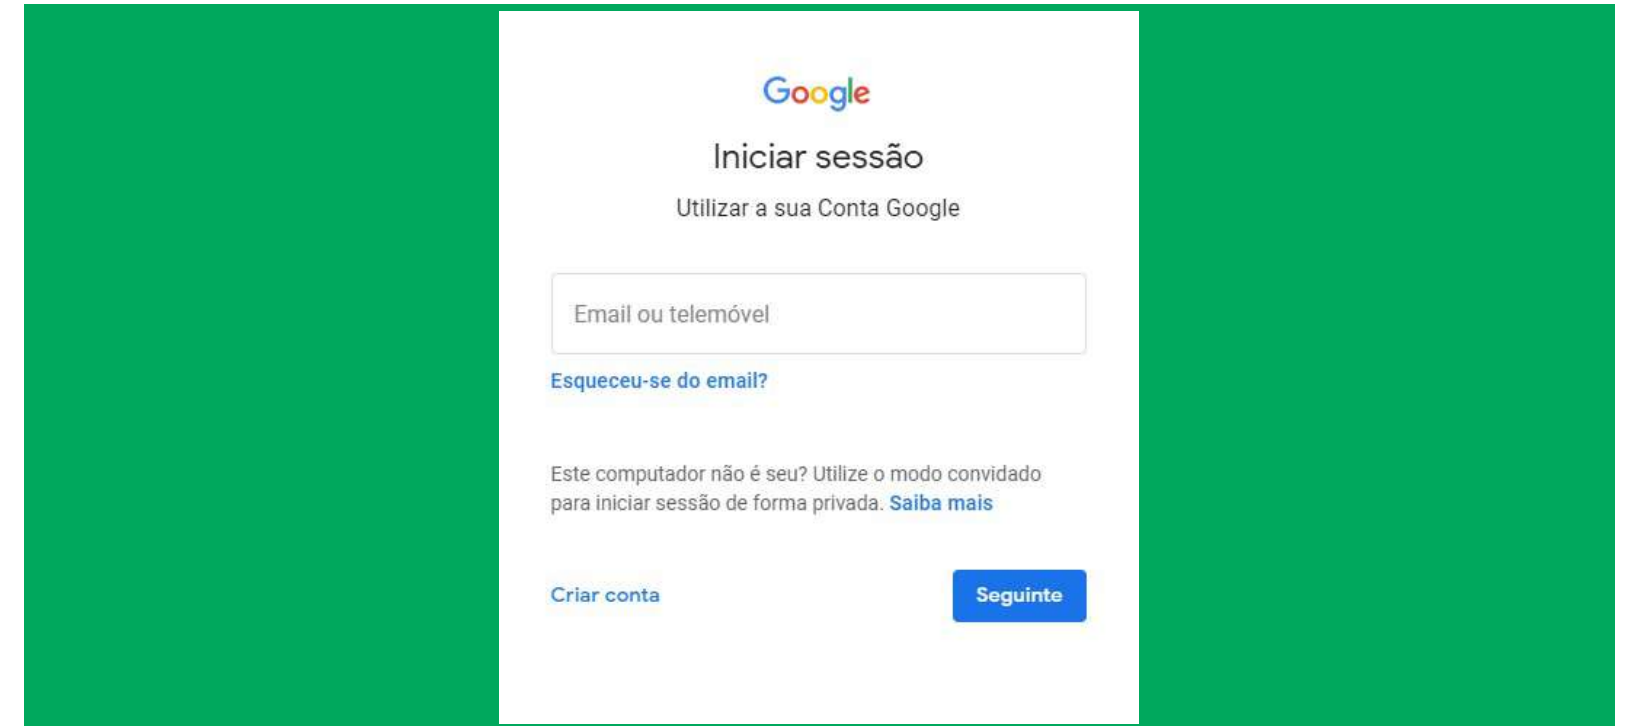 Google
Iniciar sessão
Utilizar a sua Conta Google
Email ou telemóvel
Esqueceu-se do email?
Este computador não é seu? Utilize o modo convidado
para iniciar sessão de forma privada. Saiba mais
Criar conta
Seguinte